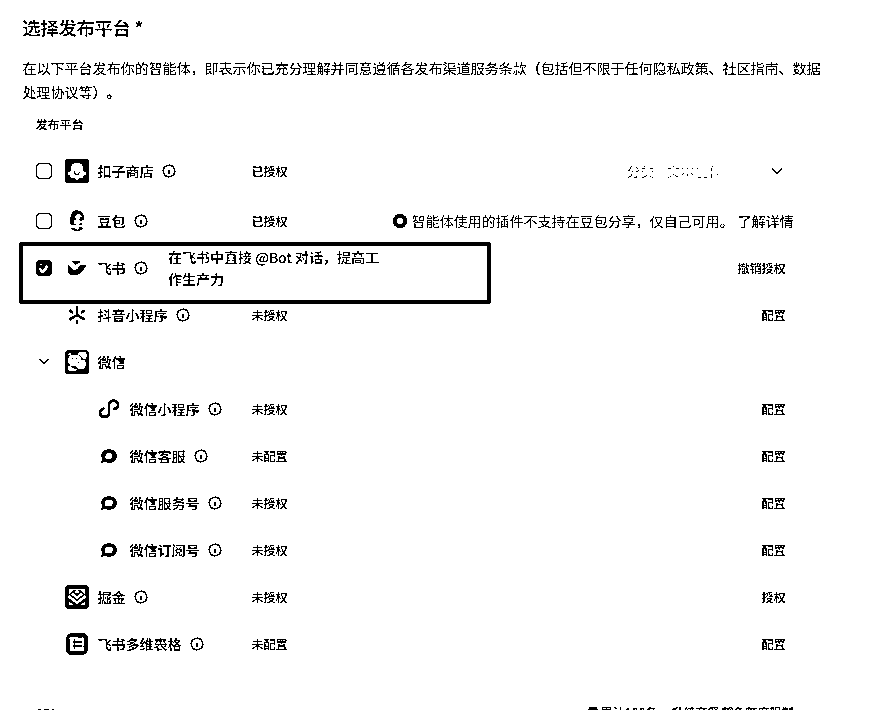 选择发布平台 *
在以下平台发布你的智能体，即表示你已充分理解并同意遵循各发布渠道服务条款（包括但不限于任何隐私政策、社区指南、数据
处理协议等）。
发布平台
扣子商店 已授权
豆包 已授权 智能体使用的插件不支持在豆包分享，仅自己可用。 了解详情
飞书 在飞书中直接 @Bot 对话，提高工
作生产力 撤销授权
抖音小程序 未授权 配置
微信
微信小程序 未授权 配置
微信客服 未配置 配置
微信服务号 未授权 配置
微信订阅号 未授权 配置
掘金 未授权 授权
飞书多维表格 未配置 配置